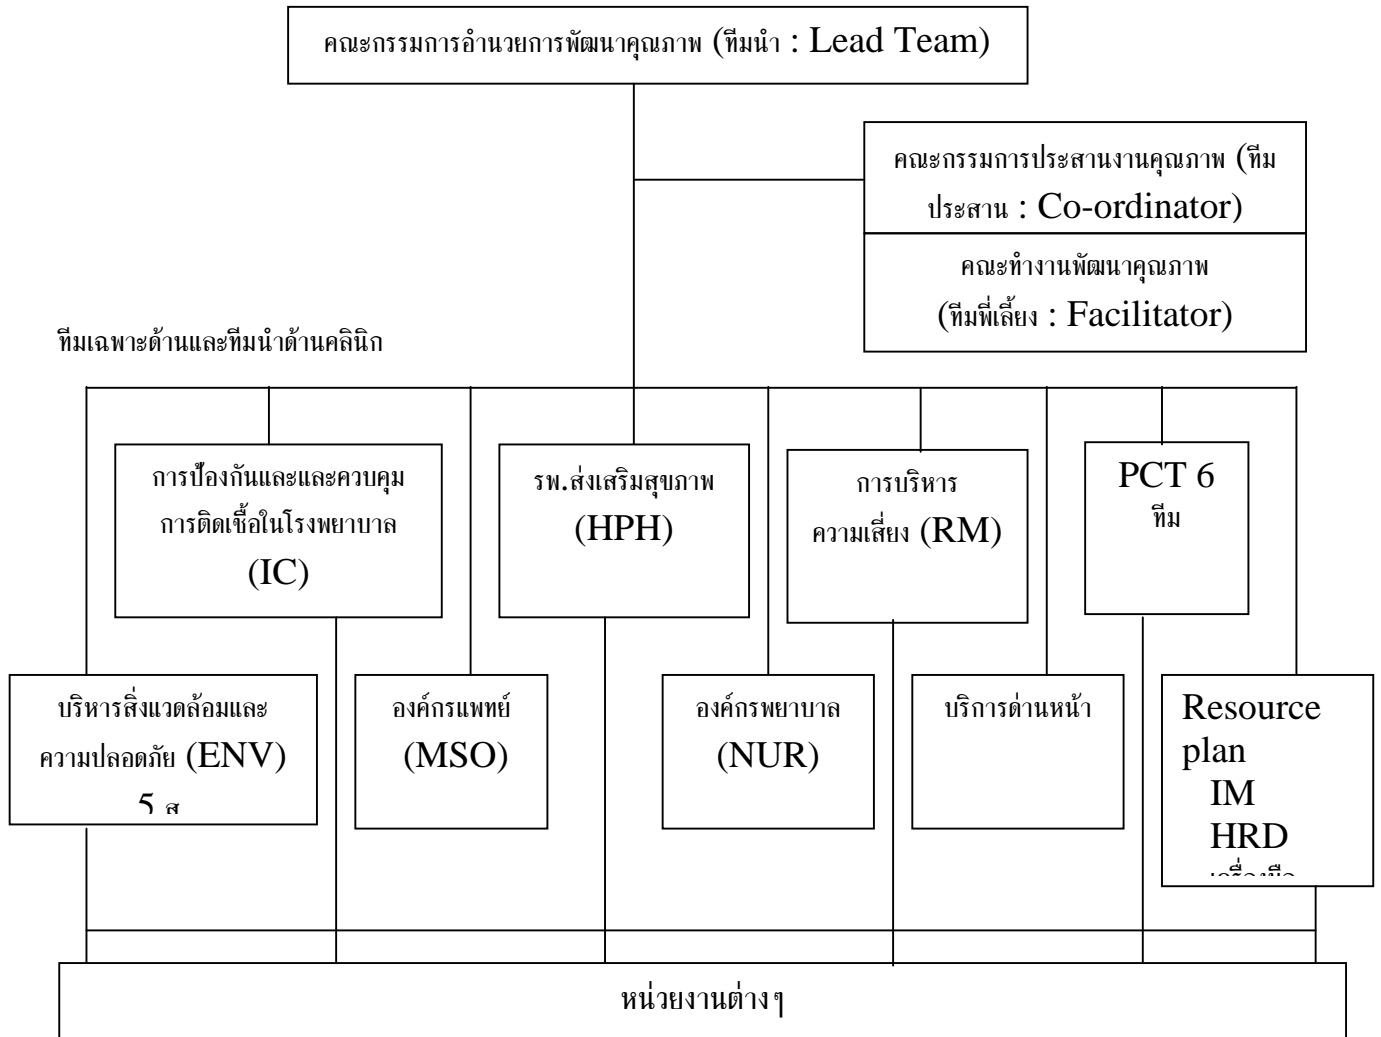 คณะกรรมการอำนวยการพัฒนาคุณภาพ (ทีมนำ : Lead Team)
คณะกรรมการประสานงานคุณภาพ (ทีม
ประสาน : Co-ordinator)
คณะทำงานพัฒนาคุณภาพ
(ทีมพี่เลี้ยง : Facilitator)
ทีมเฉพาะด้านและทีมนำด้านคลินิก
การป้องกันและและควบคุม
การติดเชื้อในโรงพยาบาล
(IC)
รพ.ส่งเสริมสุขภาพ
(HPH)
การบริหาร
ความเสี่ยง (RM)
PCT 6
ทีม
บริหารสิ่งแวดล้อมและ
ความปลอดภัย (ENV)
5 ส
องค์กรแพทย์
(MSO)
องค์กรพยาบาล
(NUR)
บริการด่านหน้า
Resource
plan
IM
HRD
หน่วยงานต่างๆ